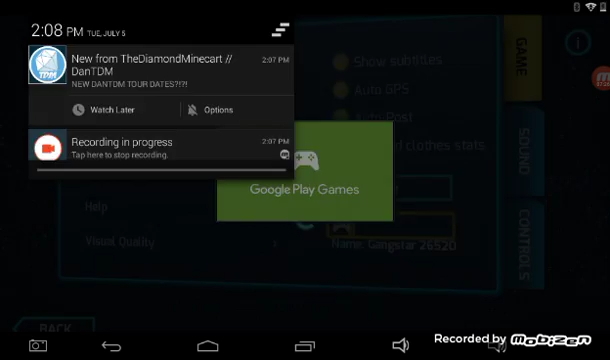 2:08 PM TUE, JULY 5
New from TheDiamondMinecart // DanTDM 2:07 PM
NEW DANTDM TOUR DATES?!?!
TDM
Watch Later Options
Recording in progress 2:07 PM
Tap here to stop recording.
Show subtitles
Auto GPS
AutoPost
d clothes stats
GAME
SOUND
CONTROLS
Google Play Games
Help
Visual Quality
Name: Gangstar 26520
BACK
Recorded by Mobizen